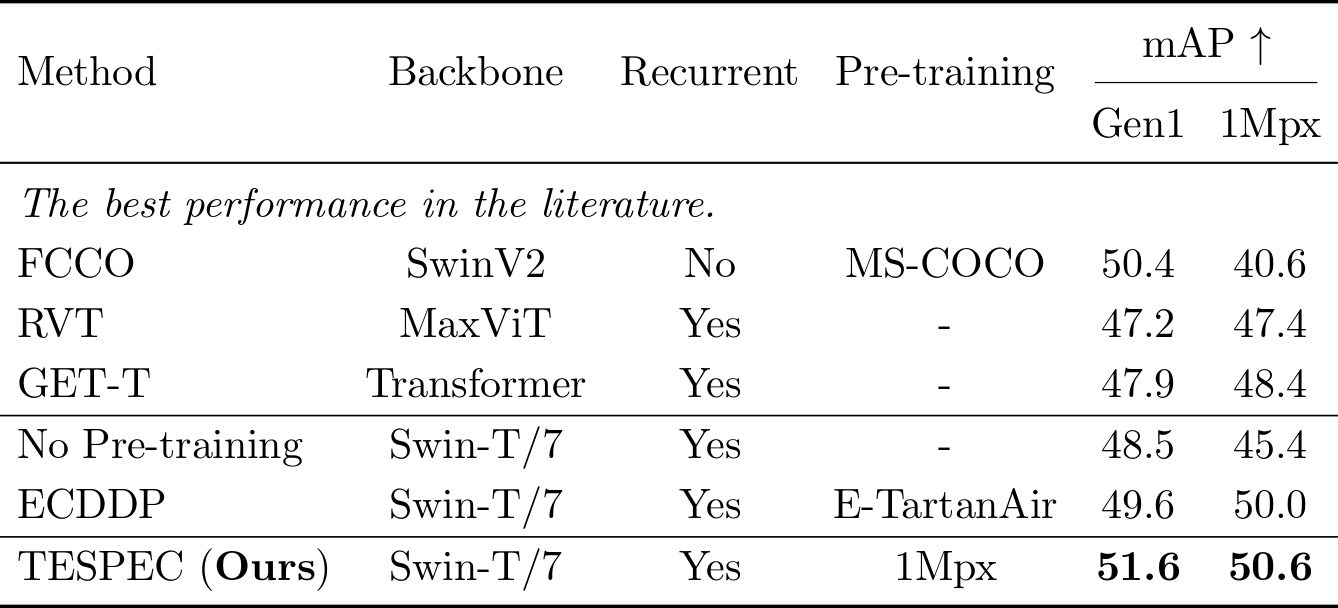 Method Backbone Recurrent Pre-training mAP ↑
Gen1 1Mpx
The best performance in the literature.
FCCO SwinV2 No MS-COCO 50.4 40.6
RVT MaxViT Yes - 47.2 47.4
GET-T Transformer Yes - 47.9 48.4
No Pre-training Swin-T/7 Yes - 48.5 45.4
ECDDP Swin-T/7 Yes E-TartanAir 49.6 50.0
TESPEC (Ours) Swin-T/7 Yes 1Mpx 51.6 50.6